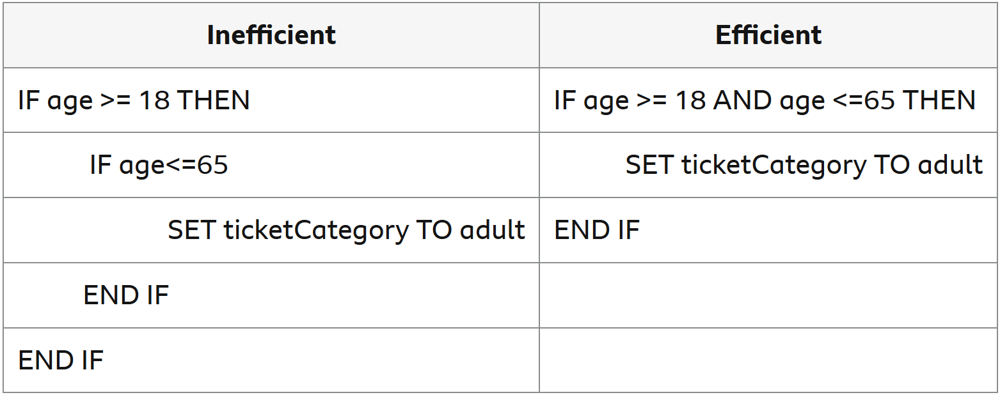 Inefficient Efficient
IF age >= 18 THEN IF age >= 18 AND age <=65 THEN
IF age<=65 SET ticketCategory TO adult
SET ticketCategory TO adult END IF
END IF
END IF